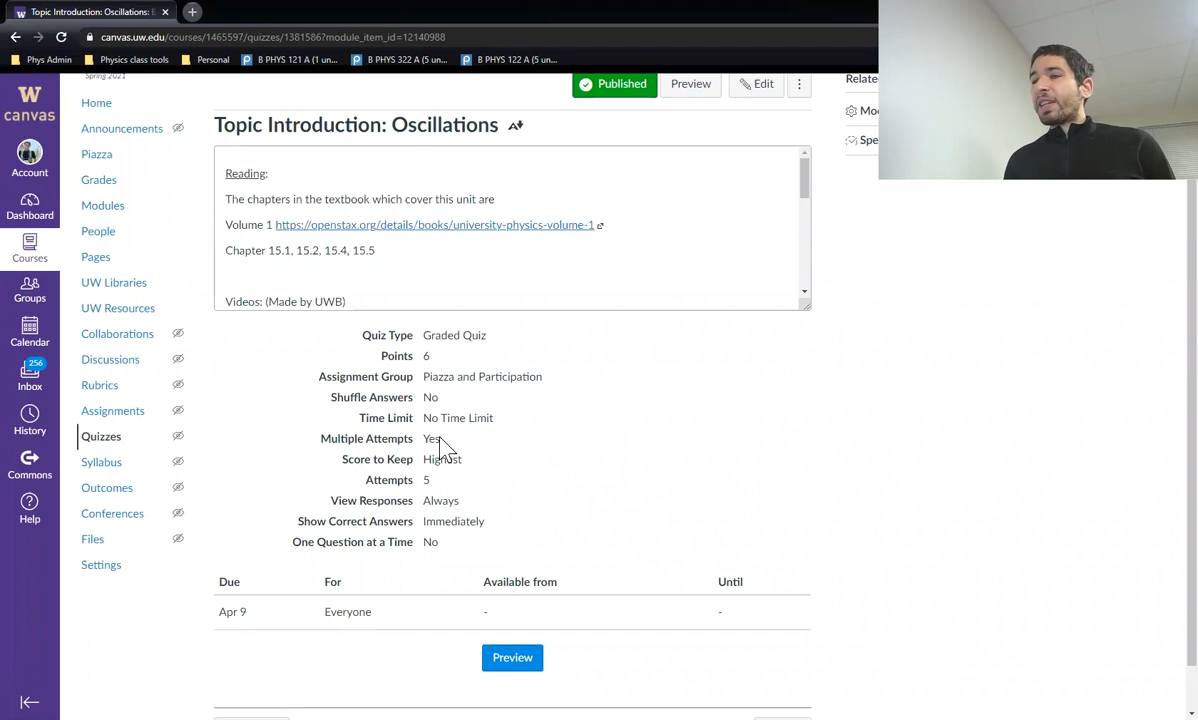 Topic Introduction: Oscillations: E
canvas.uw.edu/courses/1465597/quizzes/1381586?module_item_id=12140988
Phys Admin
Physics class tools
Personal
B PHYS 121 A (1 un...
B PHYS 322 A (5 un...
B PHYS 122 A (5 un...
W
canvas
Account
Dashboard
Courses
Groups
Calendar
256
Inbox
History
Commons
Help
Spring 2021
Home
Announcements
Piazza
Grades
Modules
People
Pages
UW Libraries
UW Resources
Collaborations
Discussions
Rubrics
Assignments
Quizzes
Syllabus
Outcomes
Conferences
Files
Settings
Published
Preview
Edit
Topic Introduction: Oscillations
Reading:
The chapters in the textbook which cover this unit are
Volume 1 https://openstax.org/details/books/university-physics-volume-1
Chapter 15.1, 15.2, 15.4, 15.5
Videos: (Made by UWB)
Quiz Type Graded Quiz
Points 6
Assignment Group Piazza and Participation
Shuffle Answers No
Time Limit No Time Limit
Multiple Attempts Yes
Score to Keep Highest
Attempts 5
View Responses Always
Show Correct Answers Immediately
One Question at a Time No
Due For Available from Until
Apr 9 Everyone - -
Preview
Relate
Mo
Spe